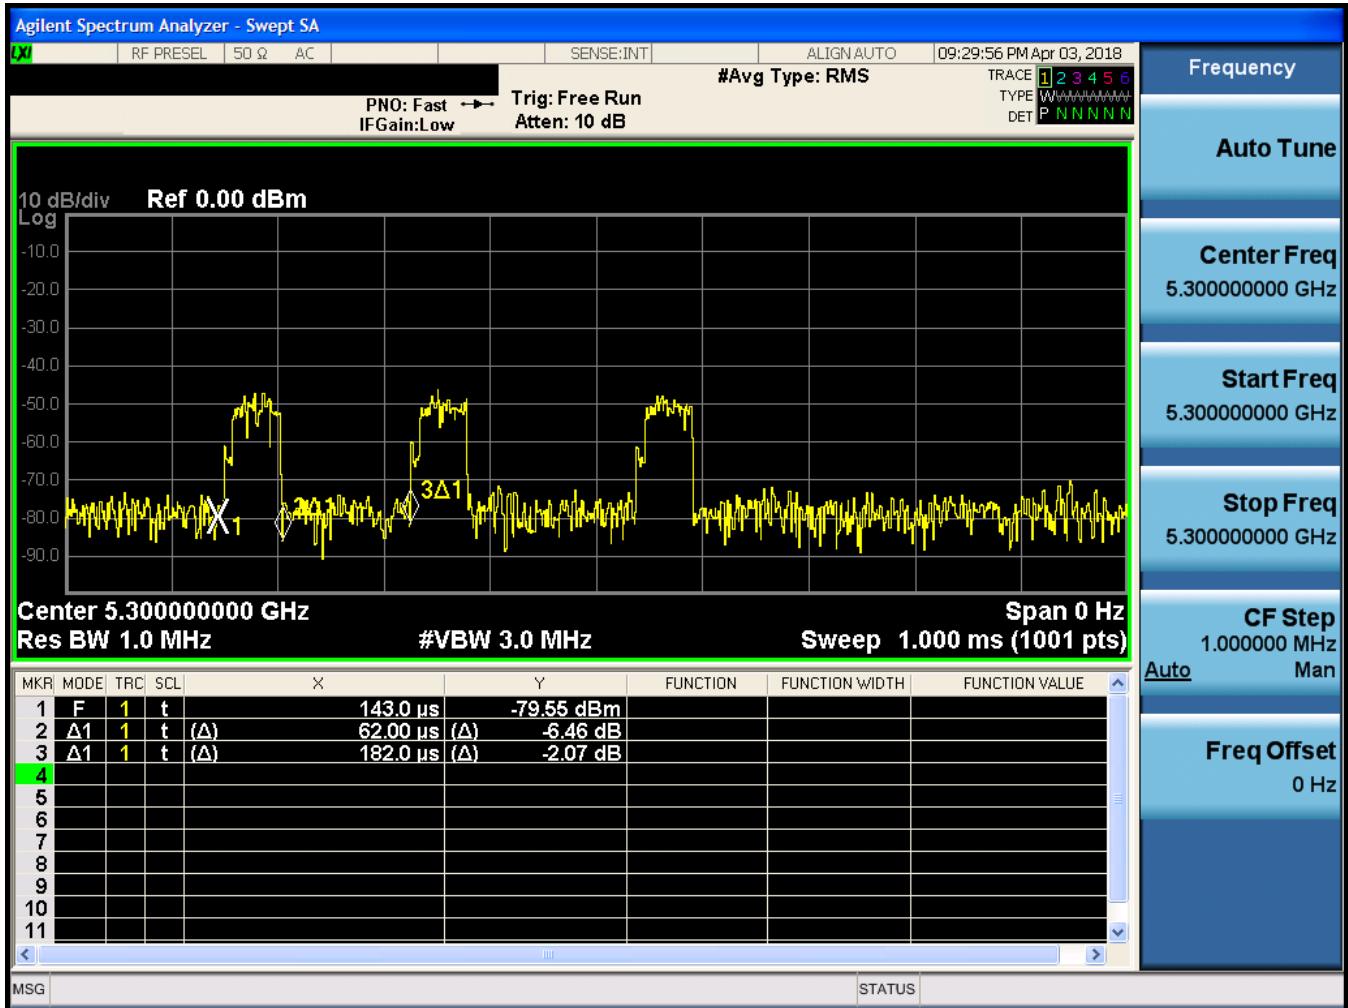 Agilent Spectrum Analyzer - Swept SA
LXI RF PRESEL 50 Ω AC SENSE:INT ALIGN AUTO 09:29:56 PM Apr 03, 2018
#Avg Type: RMS
TRACE 1 2 3 4 5 6
TYPE W
DET P N N N N N
PNO: Fast
IFGain:Low
Trig: Free Run
Atten: 10 dB
10 dB/div
Log
Ref 0.00 dBm
-10.0
-20.0
-30.0
-40.0
-50.0
-60.0
-70.0
-80.0
-90.0
1
3Δ1
Center 5.300000000 GHz
Span 0 Hz
Res BW 1.0 MHz
#VBW 3.0 MHz
Sweep 1.000 ms (1001 pts)
MKR MODE TRC SCL X Y FUNCTION FUNCTION WIDTH FUNCTION VALUE
1 F 1 t 143.0 µs -79.55 dBm
2 Δ1 1 t (Δ) 62.00 µs (Δ) -6.46 dB
3 Δ1 1 t (Δ) 182.0 µs (Δ) -2.07 dB
4
5
6
7
8
9
10
11
MSG
STATUS
Frequency
Auto Tune
Center Freq
5.300000000 GHz
Start Freq
5.300000000 GHz
Stop Freq
5.300000000 GHz
CF Step
1.000000 MHz
Auto Man
Freq Offset
0 Hz